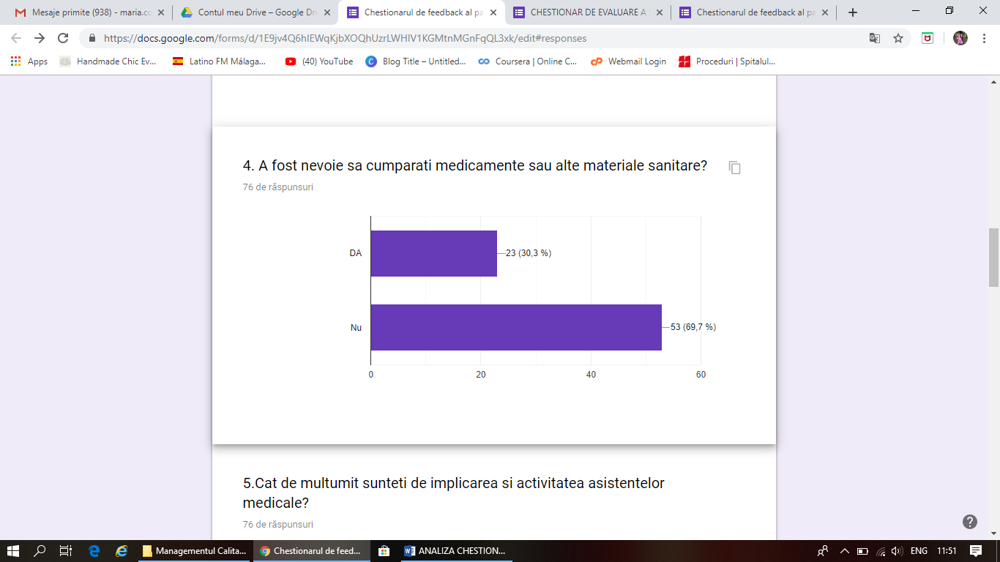 Mesaje primite (938) - maria.co
Contul meu Drive – Google Dri
Chestionarul de feedback al pa
CHESTIONAR DE EVALUARE A S
Chestionarul de feedback al pa
https://docs.google.com/forms/d/1E9jv4Q6hIEWqKjbXOQhUzrLWHIV1KGMtnMGnFqQL3xk/edit#responses
Apps
Handmade Chic Ev...
Latino FM Málaga...
(40) YouTube
Blog Title – Untitled...
Coursera | Online C...
Webmail Login
Proceduri | Spitalul...
4. A fost nevoie sa cumparati medicamente sau alte materiale sanitare?
76 de răspunsuri
DA
23 (30,3 %)
Nu
53 (69,7 %)
0 20 40 60
5.Cat de multumit sunteti de implicarea si activitatea asistentelor
medicale?
76 de răspunsuri
Managementul Calita...
Chestionarul de feed...
ANALIZA CHESTION...
ENG
11:51